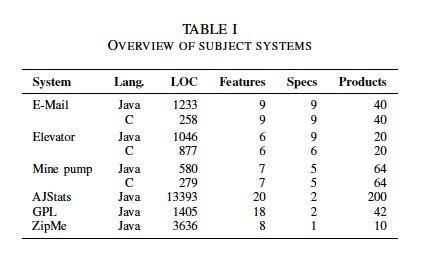 TABLE I
OVERVIEW OF SUBJECT SYSTEMS
System Lang. LOC Features Specs Products
E-Mail Java 1233 9 9 40
C 258 9 9 40
Elevator Java 1046 6 9 20
C 877 6 6 20
Mine pump Java 580 7 5 64
C 279 7 5 64
AJStats Java 13393 20 2 200
GPL Java 1405 18 2 42
ZipMe Java 3636 8 1 10